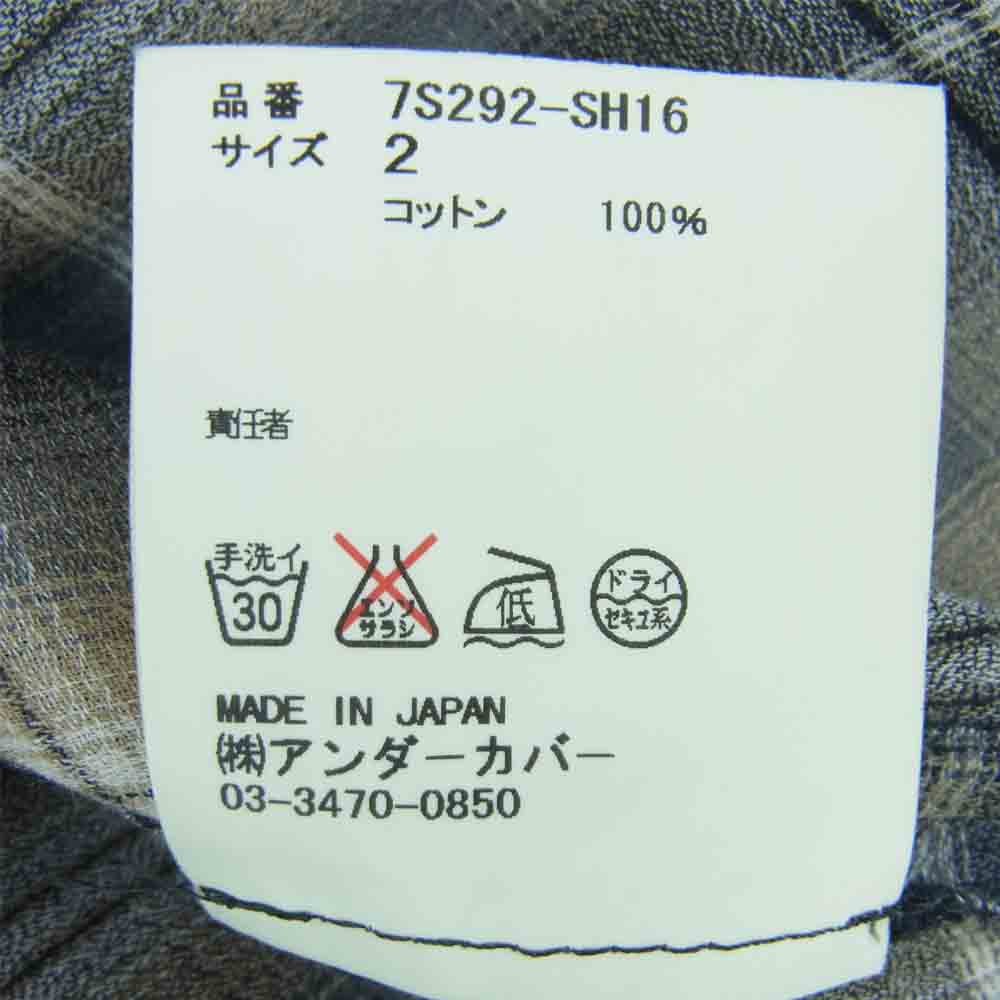 品番 7S292-SH16
サイズ 2
コットン 100%
責任者
手洗イ
30
エンソ
サラシ
低
ドライ
セキユ系
MADE IN JAPAN
(株)アンダーカバー
03-3470-0850